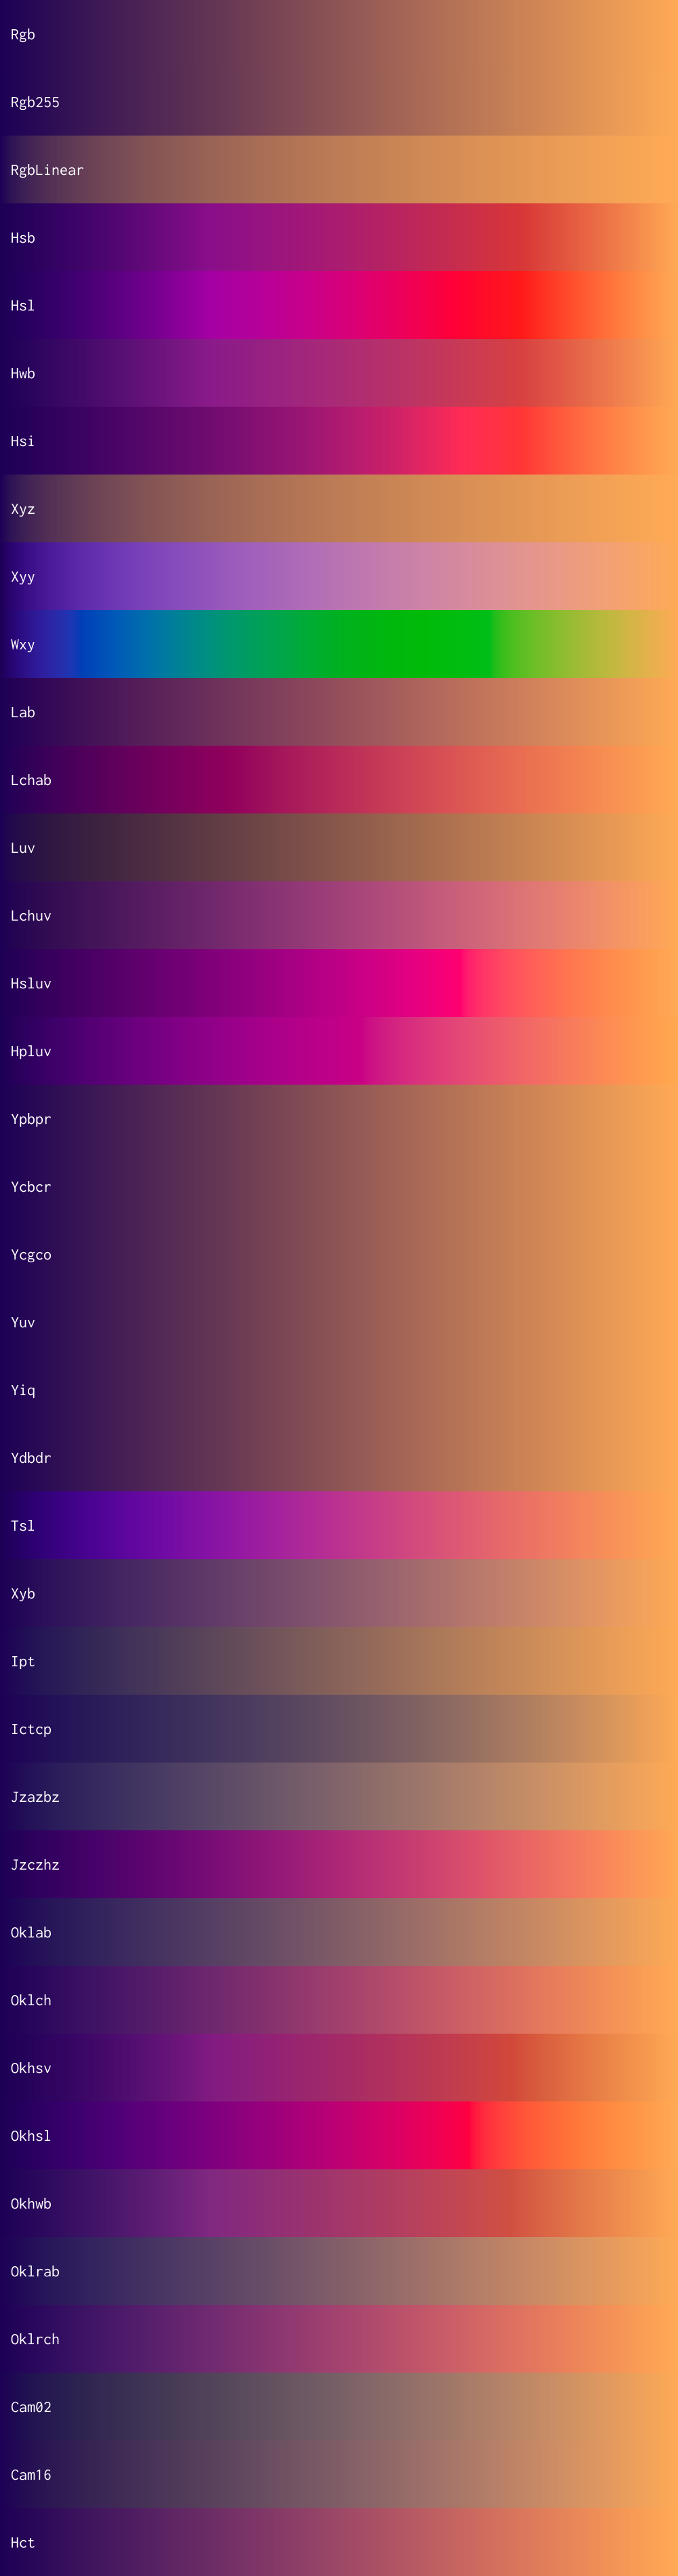 Rgb
Rgb255
RgbLinear
Hsb
Hsl
Hwb
Hsi
Xyz
Xyy
Wxy
Lab
Lchab
Luv
Lchuv
Hsluv
Hpluv
Ypbpr
Ycbcr
Ycgco
Yuv
Yiq
Ydbdr
Tsl
Xyb
Ipt
Ictcp
Jzazbz
Jzczhz
Oklab
Oklch
Okhsv
Okhsl
Okhwb
Oklrab
Oklrch
Cam02
Cam16
Hct